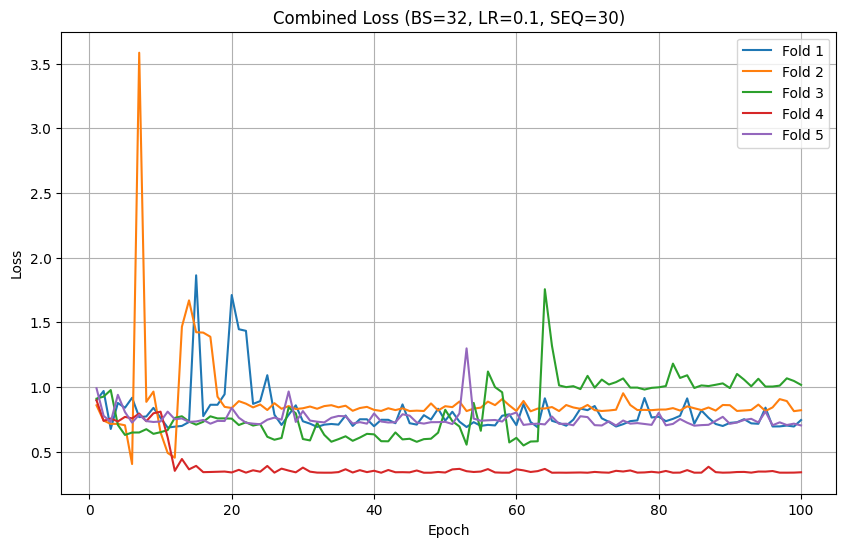 Combined Loss (BS=32, LR=0.1, SEQ=30)
Fold 1
Fold 2
Fold 3
Fold 4
Fold 5
Loss
3.5
3.0
2.5
2.0
1.5
1.0
0.5
0 20 40 60 80 100
Epoch